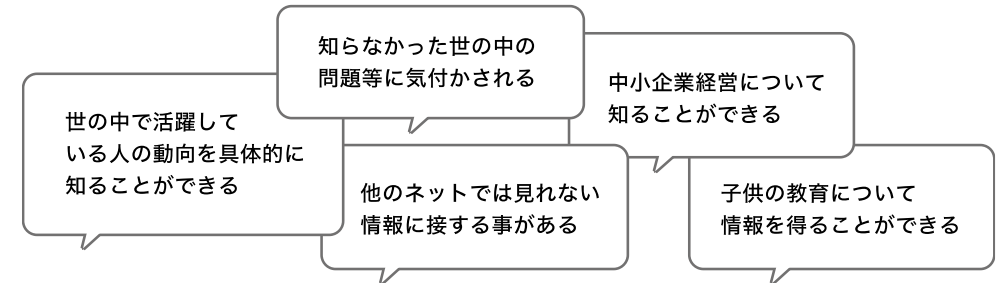 知らなかった世の中の
問題等に気付かされる
中小企業経営について
知ることができる
世の中で活躍して
いる人の動向を具体的に
知ることができる
他のネットでは見れない
情報に接する事がある
子供の教育について
情報を得ることができる